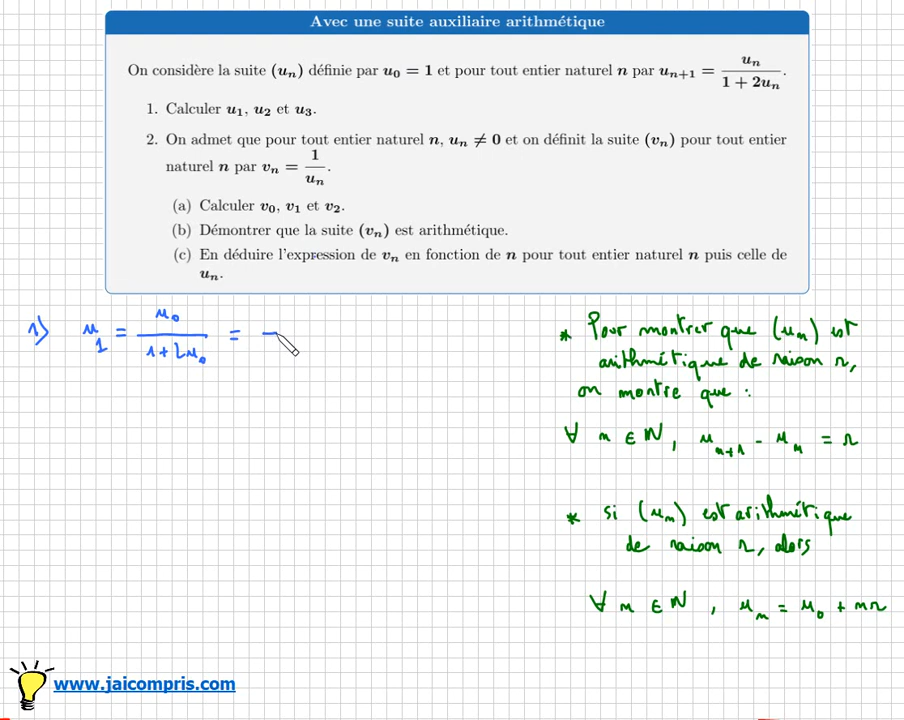 Avec une suite auxiliaire arithmétique
On considère la suite (uₙ) définie par u₀ = 1 et pour tout entier naturel n par uₙ₊₁ = uₙ / (1 + 2uₙ).
1. Calculer u₁, u₂ et u₃.
2. On admet que pour tout entier naturel n, uₙ ≠ 0 et on définit la suite (vₙ) pour tout entier
naturel n par vₙ = 1 / uₙ.
(a) Calculer v₀, v₁ et v₂.
(b) Démontrer que la suite (vₙ) est arithmétique.
(c) En déduire l'expression de vₙ en fonction de n pour tout entier naturel n puis celle de
uₙ.
1) u₁ = u₀ / (1 + 2u₀) =
* Pour montrer que (uₙ) est
arithmétique de raison r,
on montre que :
∀ n ∈ ℕ, uₙ₊₁ - uₙ = r
* si (uₙ) est arithmétique
de raison r, alors
∀ n ∈ ℕ, uₙ = u₀ + nr
www.jaicompris.com